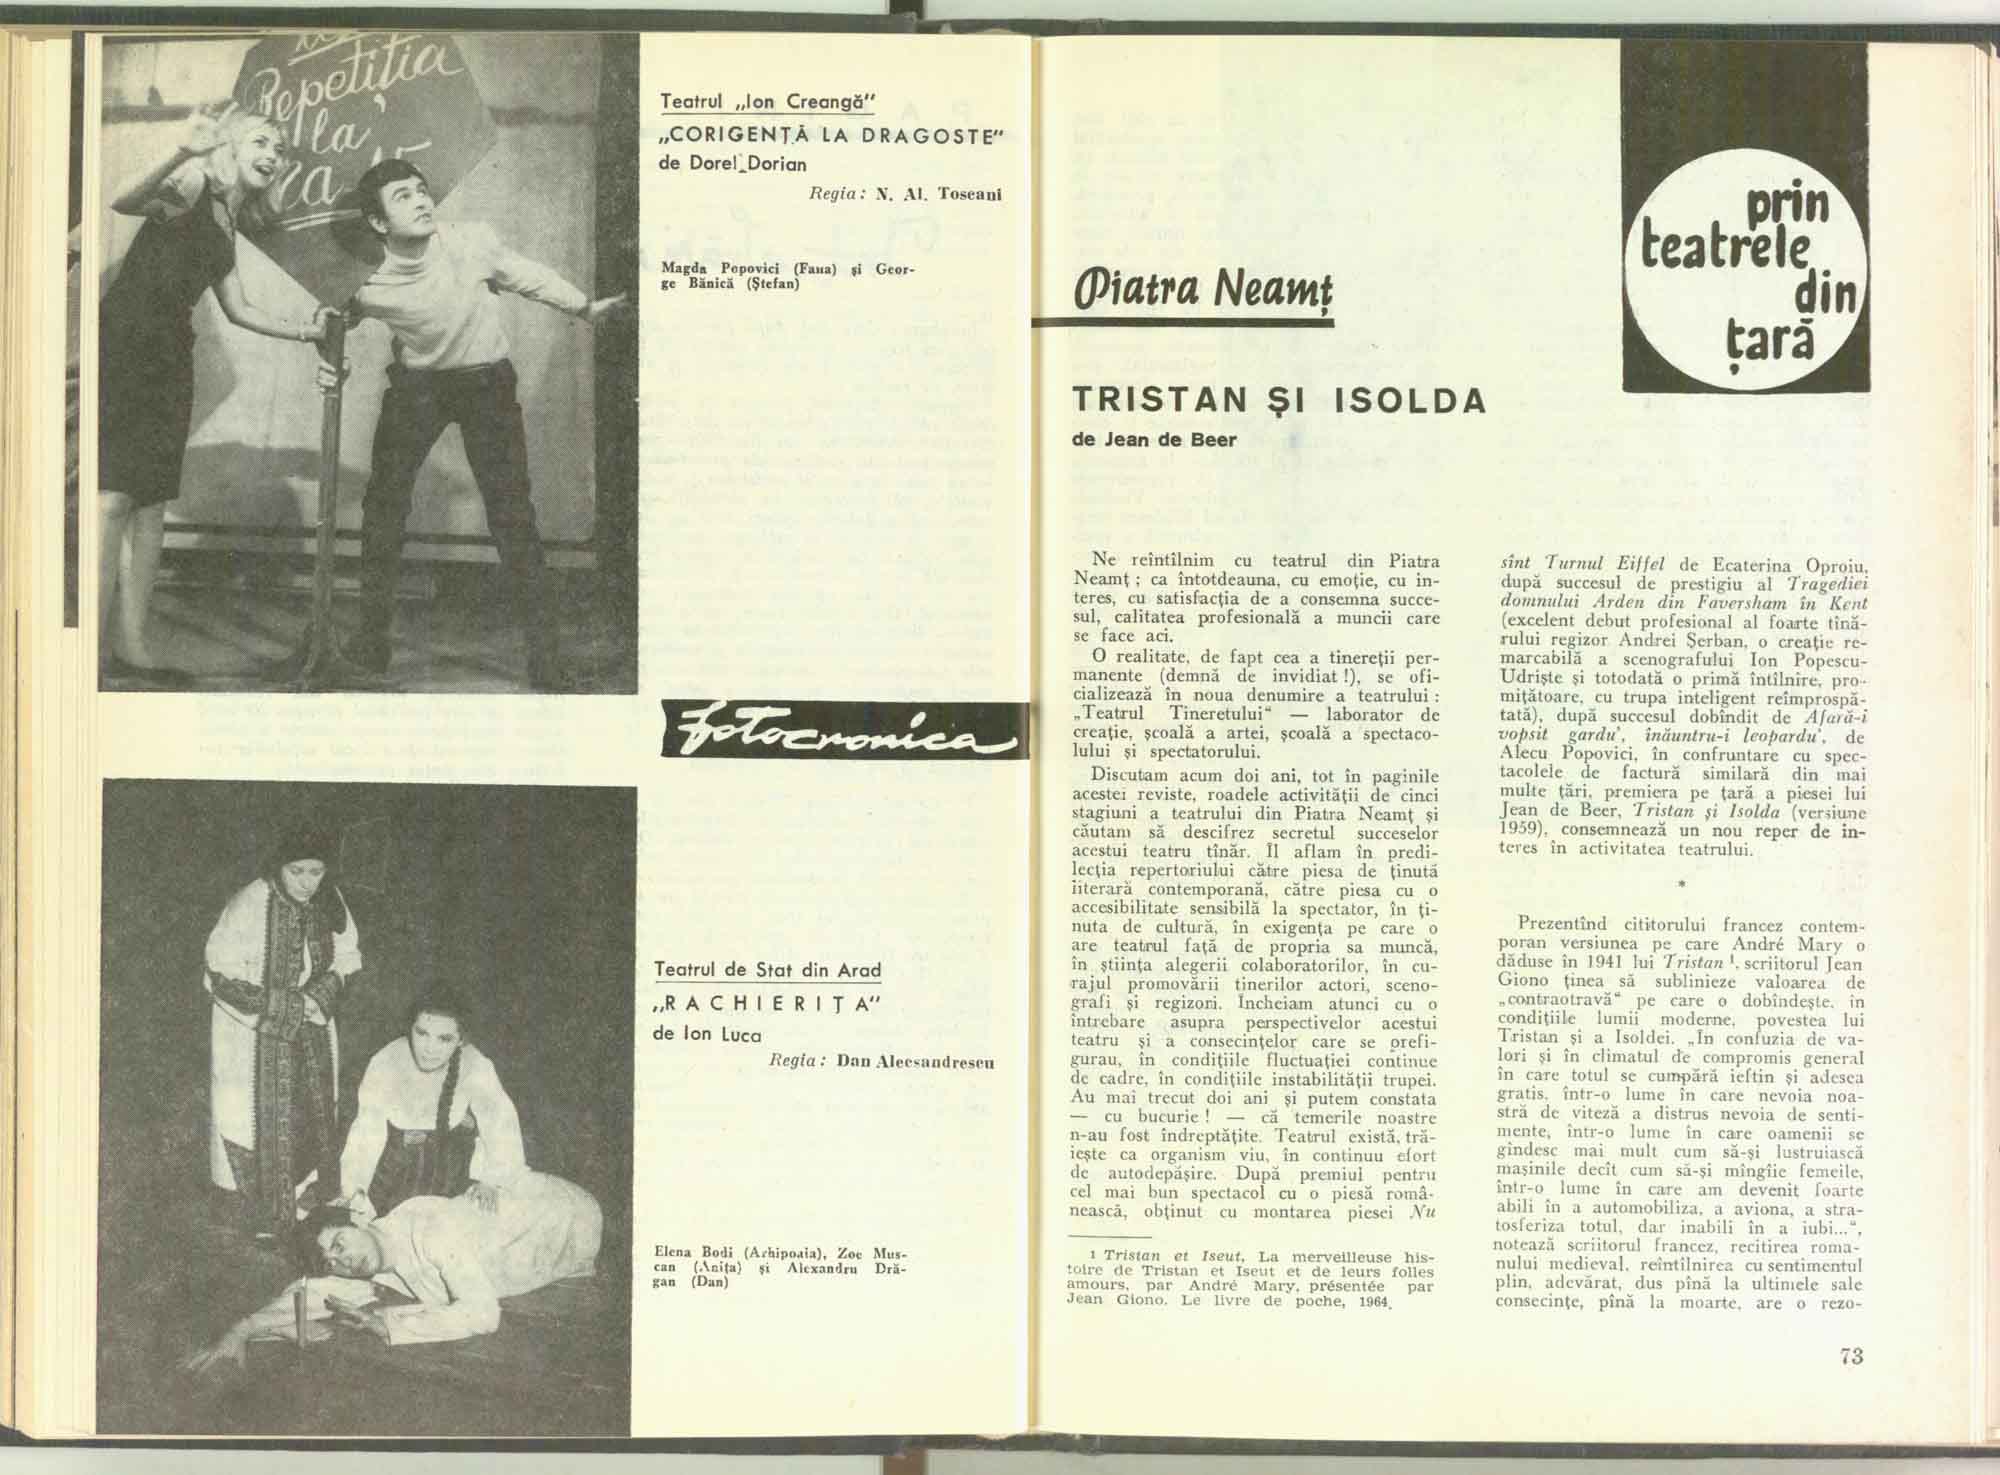 Repetiția
la
Teatrul „Ion Creangă"
„CORIGENȚĂ LA DRAGOSTE"
de Dorel Dorian
Regia : N. Al. Toscani
Magda Popovici (Fana) și Geor-
ge Bănică (Ștefan)
fotocronica
Teatrul de Stat din Arad
„RACHIERIȚA"
de Ion Luca
Regia : Dan Alecsandrescu
Elena Bodi (Arhipoaia), Zoe Mus-
can (Anița) și Alexandru Dră-
gan (Dan)
prin
teatrele
din
țară
Piatra Neamț
TRISTAN ȘI ISOLDA
de Jean de Beer
Ne reîntîlnim cu teatrul din Piatra
Neamț ; ca întotdeauna, cu emoție, cu in-
teres, cu satisfacția de a consemna succe-
sul, calitatea profesională a muncii care
se face aci.
O realitate, de fapt cea a tinereții per-
manente (demnă de invidiat !), se ofi-
cializează în noua denumire a teatrului :
„Teatrul Tineretului" — laborator de
creație, școală a artei, școală a spectaco-
lului și spectatorului.
Discutam acum doi ani, tot în paginile
acestei reviste, roadele activității de cinci
stagiuni a teatrului din Piatra Neamț și
căutam să descifrez secretul succeselor
acestui teatru tînăr. Îl aflam în predi-
lecția repertoriului către piesa de ținută
literară contemporană, către piesa cu o
accesibilitate sensibilă la spectator, în ți-
nuta de cultură, în exigența pe care o
are teatrul față de propria sa muncă,
în știința alegerii colaboratorilor, în cu-
rajul promovării tinerilor actori, sceno-
grafi și regizori. Încheiam atunci cu o
întrebare asupra perspectivelor acestui
teatru și a consecințelor care se prefi-
gurau, în condițiile fluctuației continue
de cadre, în condițiile instabilității trupei.
Au mai trecut doi ani și putem constata
— cu bucurie ! — că temerile noastre
n-au fost îndreptățite. Teatrul există, tră-
iește ca organism viu, în continuu efort
de autodepășire. După premiul pentru
cel mai bun spectacol cu o piesă româ-
nească, obținut cu montarea piesei Nu
1 Tristan et Iseut, La merveilleuse his-
toire de Tristan et Iseut et de leurs folles
amours, par André Mary, présentée par
Jean Giono. Le livre de poche, 1964.
sînt Turnul Eiffel de Ecaterina Oproiu,
după succesul de prestigiu al Tragediei
domnului Arden din Faversham în Kent
(excelent debut profesional al foarte tînă-
rului regizor Andrei Șerban, o creație re-
marcabilă a scenografului Ion Popescu-
Udriște și totodată o primă întîlnire, pro-
mițătoare, cu trupa inteligent reîmprospă-
tată), după succesul dobîndit de Afară-i
vopsit gardu', înăuntru-i leopardu', de
Alecu Popovici, în confruntare cu spec-
tacolele de factură similară din mai
multe țări, premiera pe țară a piesei lui
Jean de Beer, Tristan și Isolda (versiune
1959), consemnează un nou reper de in-
teres în activitatea teatrului.
*
Prezentînd cititorului francez contem-
poran versiunea pe care André Mary o
dăduse în 1941 lui Tristan 1, scriitorul Jean
Giono ținea să sublinieze valoarea de
„contraotravă" pe care o dobîndește, în
condițiile lumii moderne, povestea lui
Tristan și a Isoldei. „În confuzia de va-
lori și în climatul de compromis general
în care totul se cumpără ieftin și adesea
gratis, într-o lume în care nevoia noa-
stră de viteză a distrus nevoia de senti-
mente, într-o lume în care oamenii se
gîndesc mai mult cum să-și lustruiască
mașinile decît cum să-și mîngîie femeile,
într-o lume în care am devenit foarte
abili în a automobiliza, a aviona, a stra-
tosferiza totul, dar inabili în a iubi...",
notează scriitorul francez, recitirea roma-
nului medieval, reîntîlnirea cu sentimentul
plin, adevărat, dus pînă la ultimele sale
consecințe, pînă la moarte, are o rezo-
73